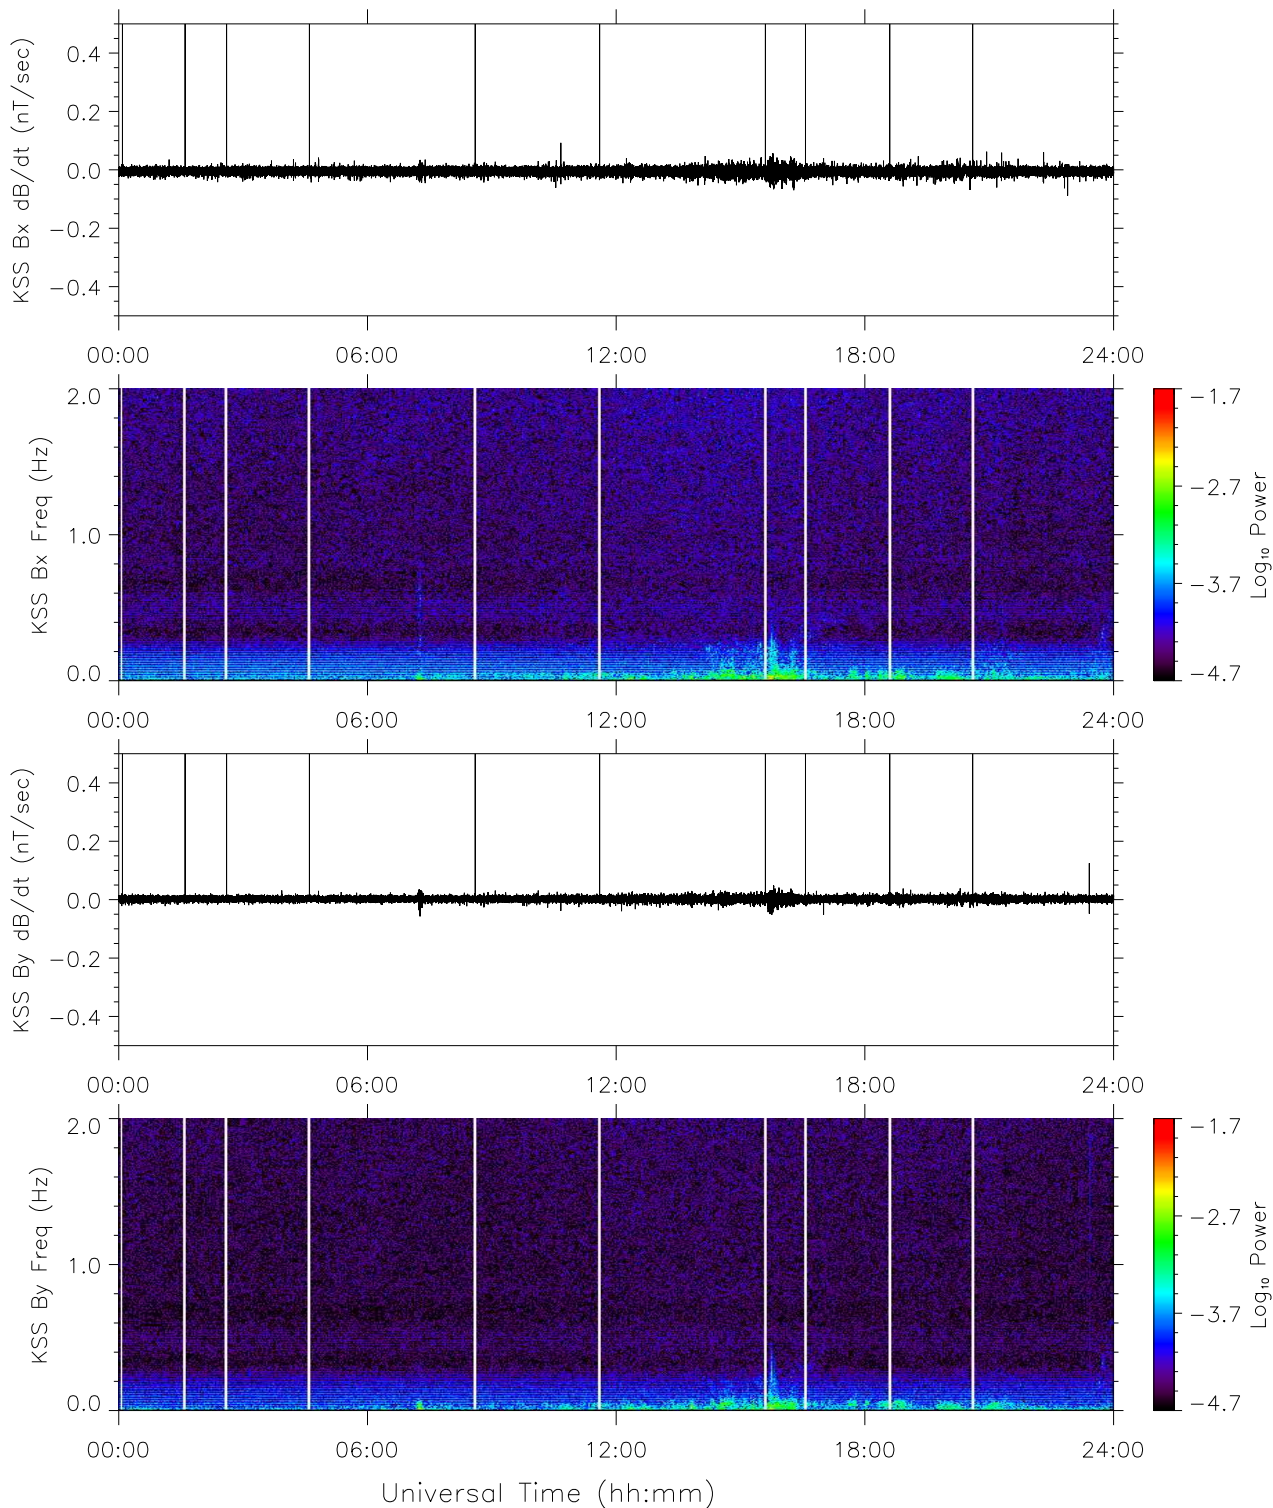 KSS Bx dB/dt (nT/sec)
0.4
0.2
0.0
−0.2
−0.4
00:00 06:00 12:00 18:00 24:00
KSS Bx Freq (Hz)
2.0
1.0
0.0
−1.7
−2.7
−3.7
−4.7
Log₁₀ Power
00:00 06:00 12:00 18:00 24:00
KSS By dB/dt (nT/sec)
0.4
0.2
0.0
−0.2
−0.4
00:00 06:00 12:00 18:00 24:00
KSS By Freq (Hz)
2.0
1.0
0.0
−1.7
−2.7
−3.7
−4.7
Log₁₀ Power
00:00 06:00 12:00 18:00 24:00
Universal Time (hh:mm)